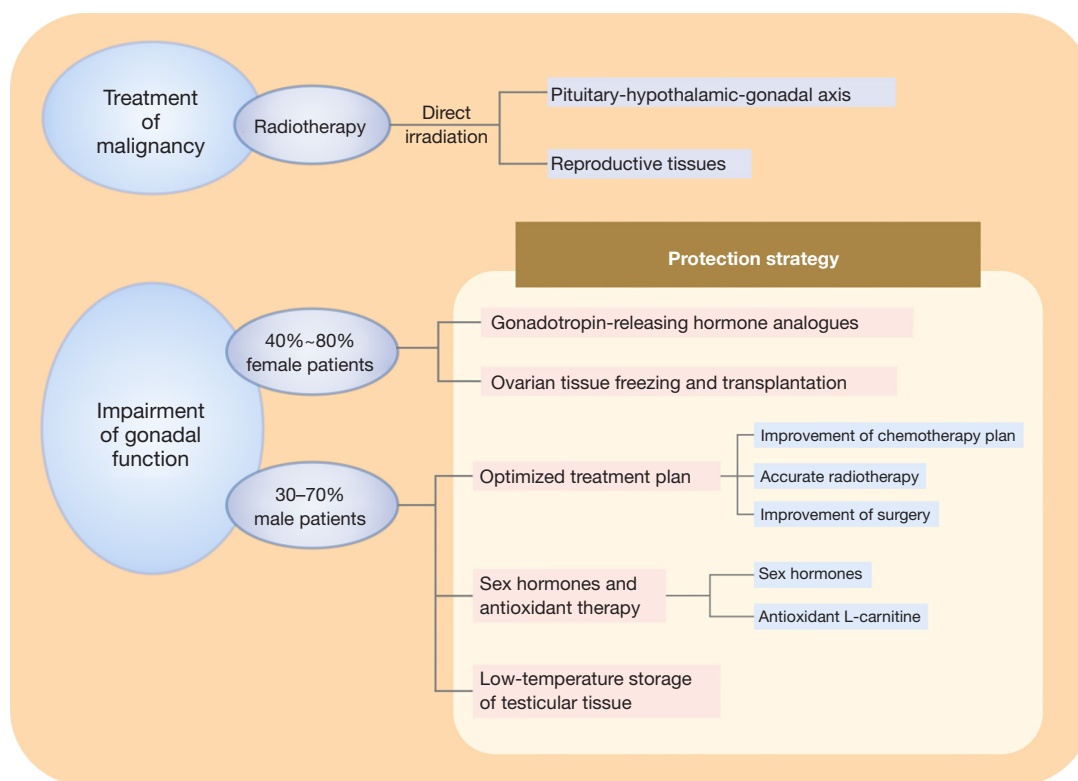 Treatment
of
malignancy
Radiotherapy
Direct
irradiation
Pituitary-hypothalamic-gonadal axis
Reproductive tissues
Protection strategy
Impairment
of gonadal
function
40%~80%
female patients
Gonadotropin-releasing hormone analogues
Ovarian tissue freezing and transplantation
30–70%
male patients
Optimized treatment plan
Improvement of chemotherapy plan
Accurate radiotherapy
Improvement of surgery
Sex hormones and
antioxidant therapy
Sex hormones
Antioxidant L-carnitine
Low-temperature storage
of testicular tissue